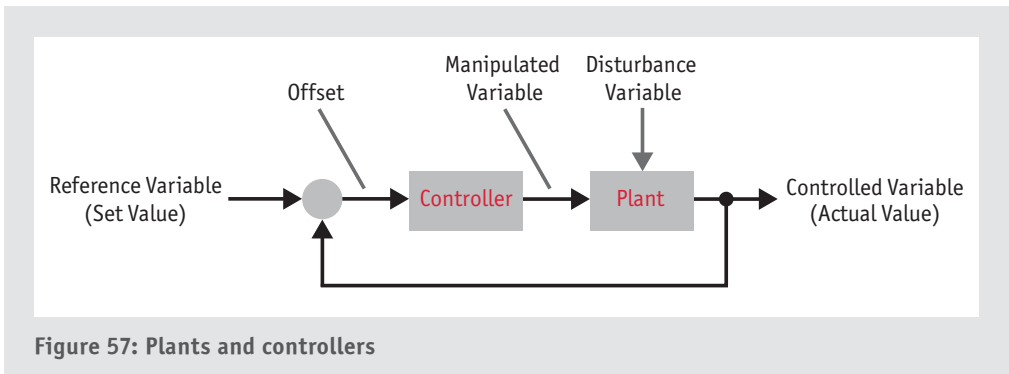 Manipulated
Variable
Disturbance
Variable
Offset
Reference Variable
(Set Value)
Controller
Plant
Controlled Variable
(Actual Value)
Figure 57: Plants and controllers